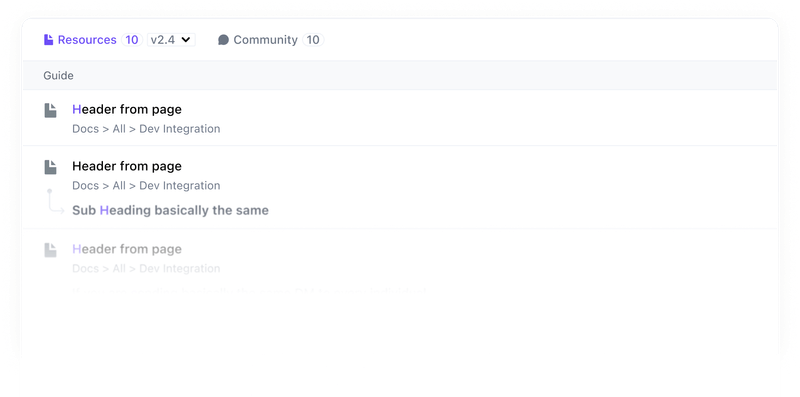 Resources 10 v2.4 Community 10
Guide
Header from page
Docs > All > Dev Integration
Header from page
Docs > All > Dev Integration
Sub Heading basically the same
Header from page
Docs > All > Dev Integration